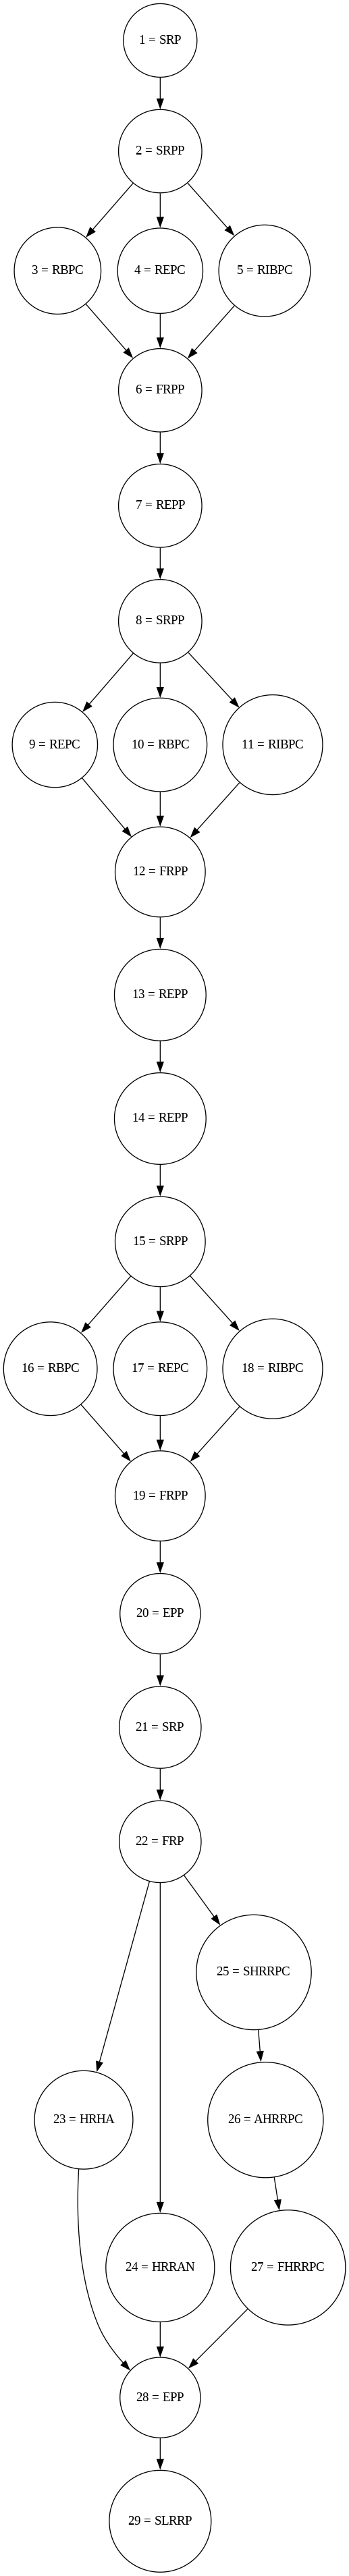 1 = SRP
2 = SRPP
3 = RBPC
4 = REPC
5 = RIBPC
6 = FRPP
7 = REPP
8 = SRPP
9 = REPC
10 = RBPC
11 = RIBPC
12 = FRPP
13 = REPP
14 = REPP
15 = SRPP
16 = RBPC
17 = REPC
18 = RIBPC
19 = FRPP
20 = EPP
21 = SRP
22 = FRP
25 = SHRRPC
23 = HRHA
26 = AHRRPC
24 = HRRAN
27 = FHRRPC
28 = EPP
29 = SLRRP